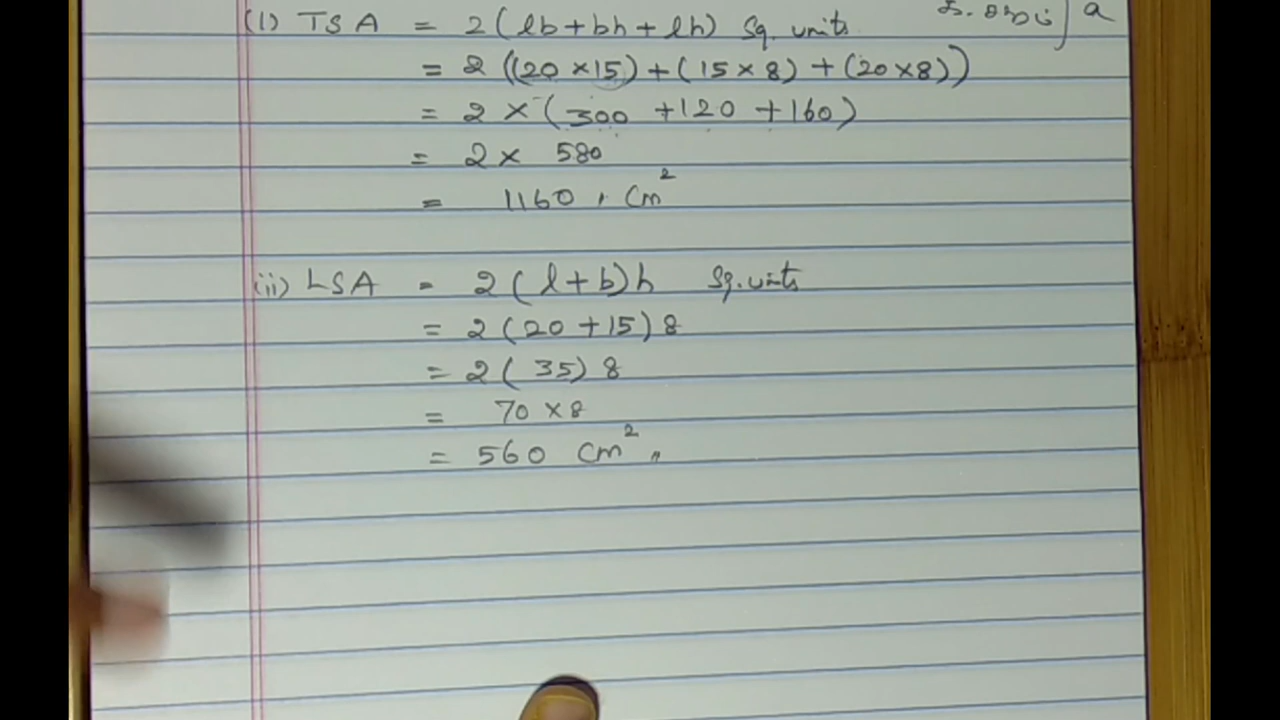 (i) TSA = 2(lb+bh+lh) Sq. units
= 2((20×15)+(15×8)+(20×8))
= 2×(300+120+160)
= 2× 580
= 1160 cm²
(ii) LSA = 2(l+b)h Sq. units
= 2(20+15)8
= 2(35)8
= 70×8
= 560 cm²